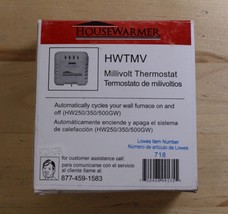 HOUSEWARMER
HWTMV
Millivolt Thermostat
Termostato de milivoltios
Automatically cycles your wall furnace on and
off (HW250/350/500GW)
Automáticamente enciende y apaga el sistema
de calefacción (HW250/350/500GW)
Lowes Item Number
Número de artículo de Lowes
718
for customer assistance call:
para comunicarse con el servicio
al cliente llame al
877-459-1583